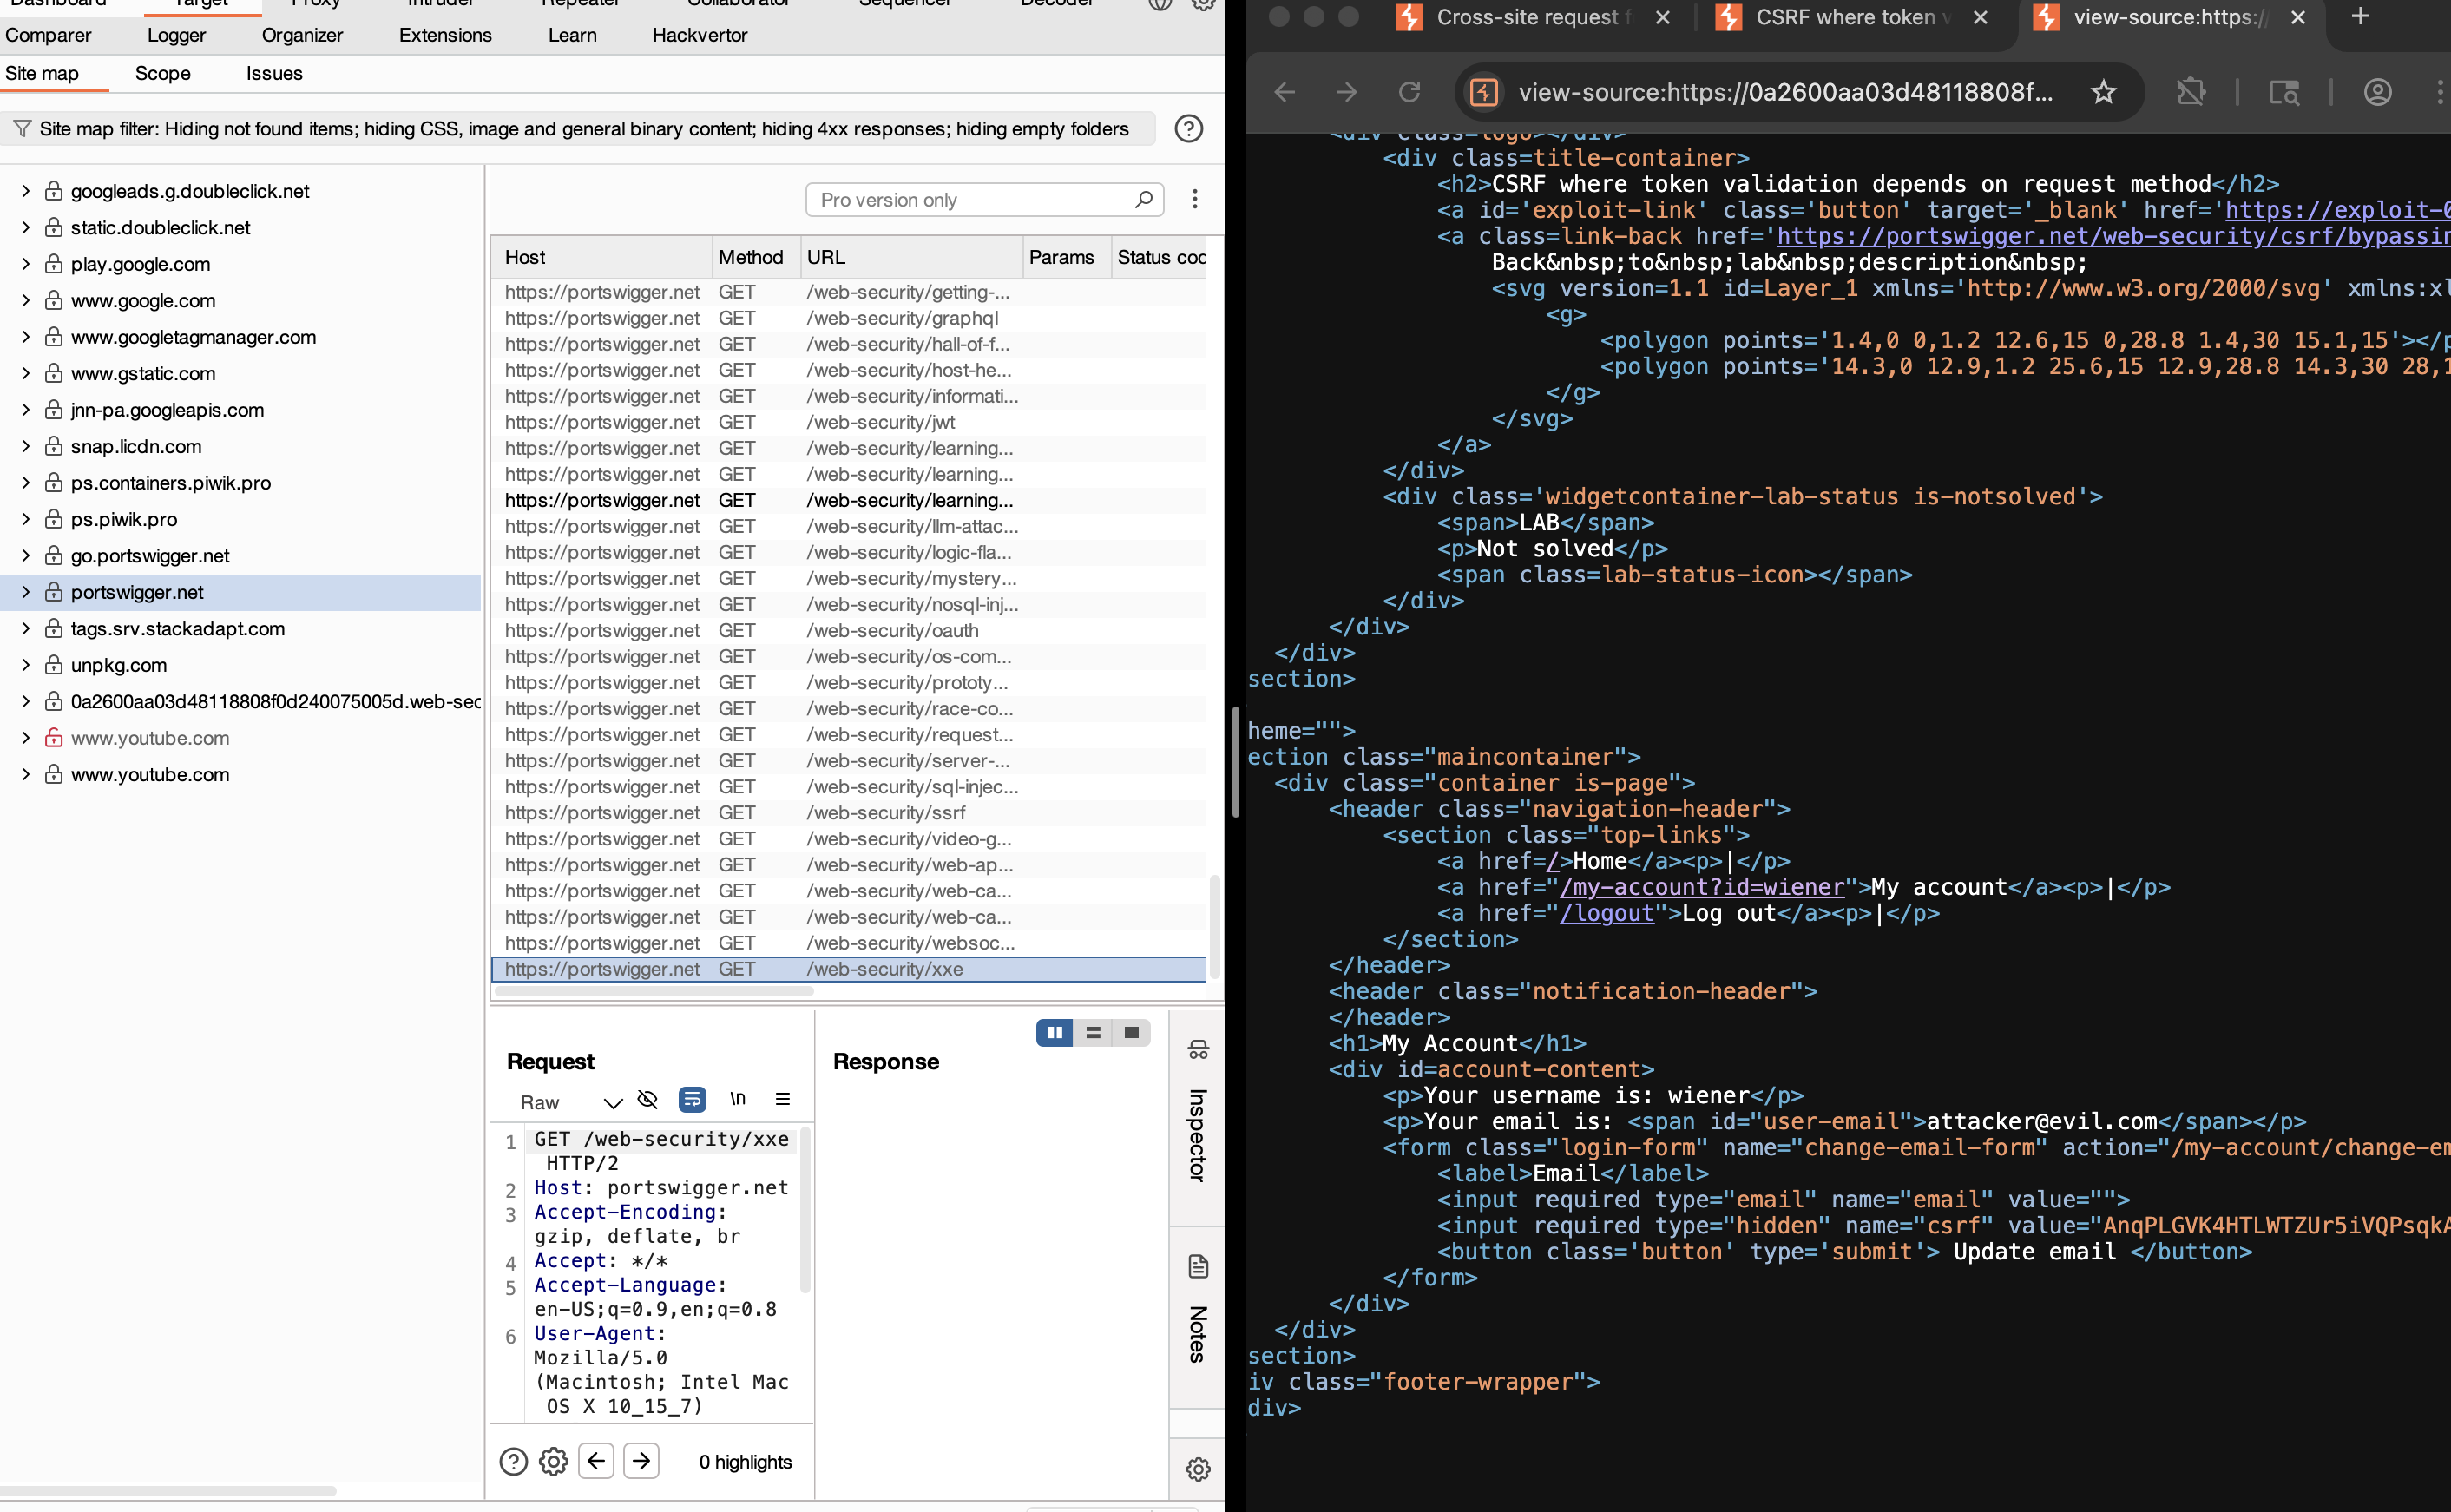 Dashboard Target Proxy Intruder Repeater Collaborator Sequencer Decoder
Comparer Logger Organizer Extensions Learn Hackvertor
Site map Scope Issues
Site map filter: Hiding not found items; hiding CSS, image and general binary content; hiding 4xx responses; hiding empty folders
googleads.g.doubleclick.net
static.doubleclick.net
play.google.com
www.google.com
www.googletagmanager.com
www.gstatic.com
jnn-pa.googleapis.com
snap.licdn.com
ps.containers.piwik.pro
ps.piwik.pro
go.portswigger.net
portswigger.net
tags.srv.stackadapt.com
unpkg.com
0a2600aa03d48118808f0d240075005d.web-sec
www.youtube.com
www.youtube.com
Pro version only
Host Method URL Params Status cod
https://portswigger.net GET /web-security/getting-...
https://portswigger.net GET /web-security/graphql
https://portswigger.net GET /web-security/hall-of-f...
https://portswigger.net GET /web-security/host-he...
https://portswigger.net GET /web-security/informati...
https://portswigger.net GET /web-security/jwt
https://portswigger.net GET /web-security/learning...
https://portswigger.net GET /web-security/learning...
https://portswigger.net GET /web-security/learning...
https://portswigger.net GET /web-security/llm-attac...
https://portswigger.net GET /web-security/logic-fla...
https://portswigger.net GET /web-security/mystery...
https://portswigger.net GET /web-security/nosql-inj...
https://portswigger.net GET /web-security/oauth
https://portswigger.net GET /web-security/os-com...
https://portswigger.net GET /web-security/prototy...
https://portswigger.net GET /web-security/race-co...
https://portswigger.net GET /web-security/request...
https://portswigger.net GET /web-security/server-...
https://portswigger.net GET /web-security/sql-injec...
https://portswigger.net GET /web-security/ssrf
https://portswigger.net GET /web-security/video-g...
https://portswigger.net GET /web-security/web-ap...
https://portswigger.net GET /web-security/web-ca...
https://portswigger.net GET /web-security/web-ca...
https://portswigger.net GET /web-security/websoc...
https://portswigger.net GET /web-security/xxe
Request
Raw \n
1 GET /web-security/xxe
HTTP/2
2 Host: portswigger.net
3 Accept-Encoding:
gzip, deflate, br
4 Accept: */*
5 Accept-Language:
en-US;q=0.9,en;q=0.8
6 User-Agent:
Mozilla/5.0
(Macintosh; Intel Mac
OS X 10_15_7)
0 highlights
Response
Inspector
Notes
Cross-site request f CSRF where token v view-source:https:/
view-source:https://0a2600aa03d48118808f...
<div class=logo></div>
<div class=title-container>
<h2>CSRF where token validation depends on request method</h2>
<a id='exploit-link' class='button' target='_blank' href='https://exploit-0
<a class=link-back href='https://portswigger.net/web-security/csrf/bypassin
Back&nbsp;to&nbsp;lab&nbsp;description&nbsp;
<svg version=1.1 id=Layer_1 xmlns='http://www.w3.org/2000/svg' xmlns:xl
<g>
<polygon points='1.4,0 0,1.2 12.6,15 0,28.8 1.4,30 15.1,15'></p
<polygon points='14.3,0 12.9,1.2 25.6,15 12.9,28.8 14.3,30 28,1
</g>
</svg>
</a>
</div>
<div class='widgetcontainer-lab-status is-notsolved'>
<span>LAB</span>
<p>Not solved</p>
<span class=lab-status-icon></span>
</div>
</div>
</div>
section>
heme="">
ection class="maincontainer">
<div class="container is-page">
<header class="navigation-header">
<section class="top-links">
<a href=/>Home</a><p>|</p>
<a href="/my-account?id=wiener">My account</a><p>|</p>
<a href="/logout">Log out</a><p>|</p>
</section>
</header>
<header class="notification-header">
</header>
<h1>My Account</h1>
<div id=account-content>
<p>Your username is: wiener</p>
<p>Your email is: <span id="user-email">attacker@evil.com</span></p>
<form class="login-form" name="change-email-form" action="/my-account/change-em
<label>Email</label>
<input required type="email" name="email" value="">
<input required type="hidden" name="csrf" value="AnqPLGVK4HTLWTZUr5iVQPsqkA
<button class='button' type='submit'> Update email </button>
</form>
</div>
</div>
section>
iv class="footer-wrapper">
div>